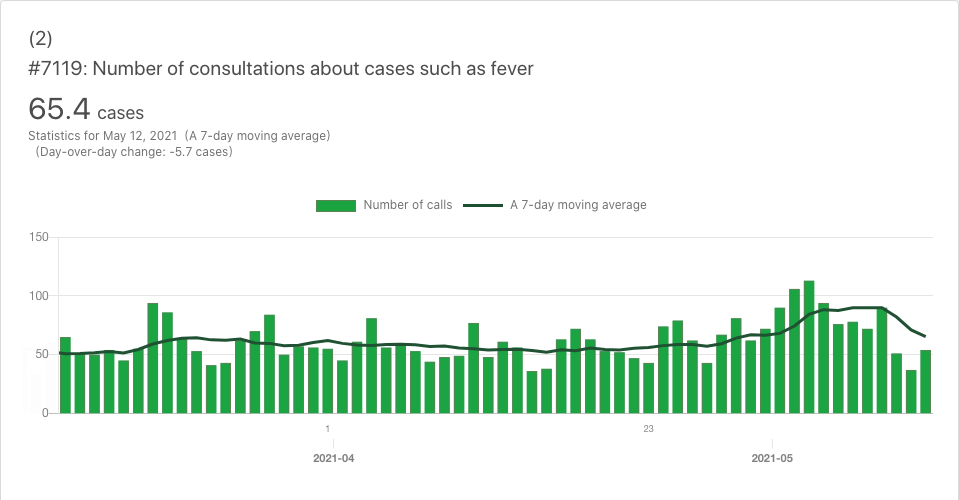 (2)
#7119: Number of consultations about cases such as fever
65.4 cases
Statistics for May 12, 2021 (A 7-day moving average)
(Day-over-day change: -5.7 cases)
Number of calls A 7-day moving average
150
100
50
0
1 23
2021-04 2021-05